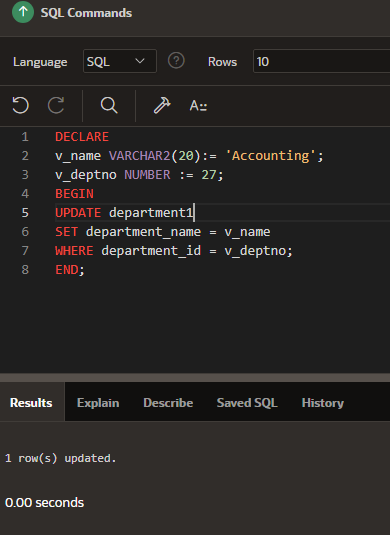 SQL Commands
Language SQL Rows 10
A::
1 DECLARE
2 v_name VARCHAR2(20):= 'Accounting';
3 v_deptno NUMBER := 27;
4 BEGIN
5 UPDATE department1
6 SET department_name = v_name
7 WHERE department_id = v_deptno;
8 END;
Results Explain Describe Saved SQL History
1 row(s) updated.
0.00 seconds